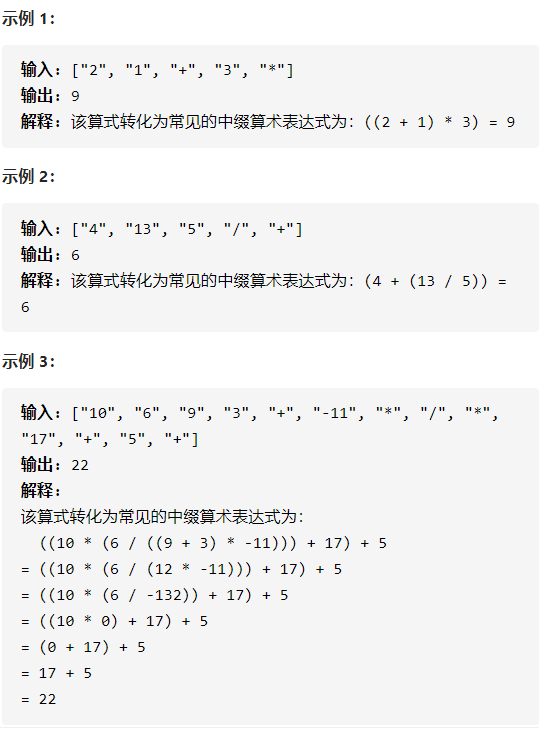 示例 1：
输入：["2", "1", "+", "3", "*"]
输出：9
解释：该算式转化为常见的中缀算术表达式为：((2 + 1) * 3) = 9
示例 2：
输入：["4", "13", "5", "/", "+"]
输出：6
解释：该算式转化为常见的中缀算术表达式为：(4 + (13 / 5)) =
6
示例 3：
输入：["10", "6", "9", "3", "+", "-11", "*", "/", "*",
"17", "+", "5", "+"]
输出：22
解释：
该算式转化为常见的中缀算术表达式为：
((10 * (6 / ((9 + 3) * -11))) + 17) + 5
= ((10 * (6 / (12 * -11))) + 17) + 5
= ((10 * (6 / -132)) + 17) + 5
= ((10 * 0) + 17) + 5
= (0 + 17) + 5
= 17 + 5
= 22